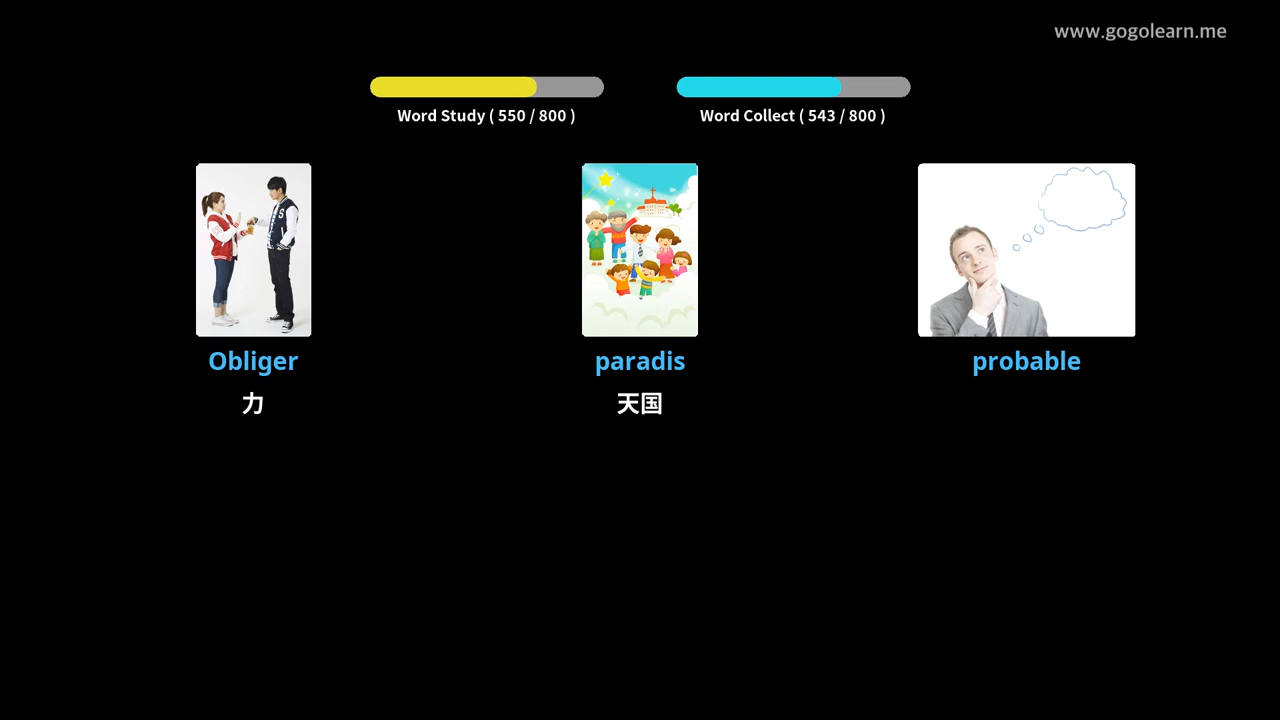 www.gogolearn.me
Word Study ( 550 / 800 )
Word Collect ( 543 / 800 )
Obliger
力
paradis
天国
probable